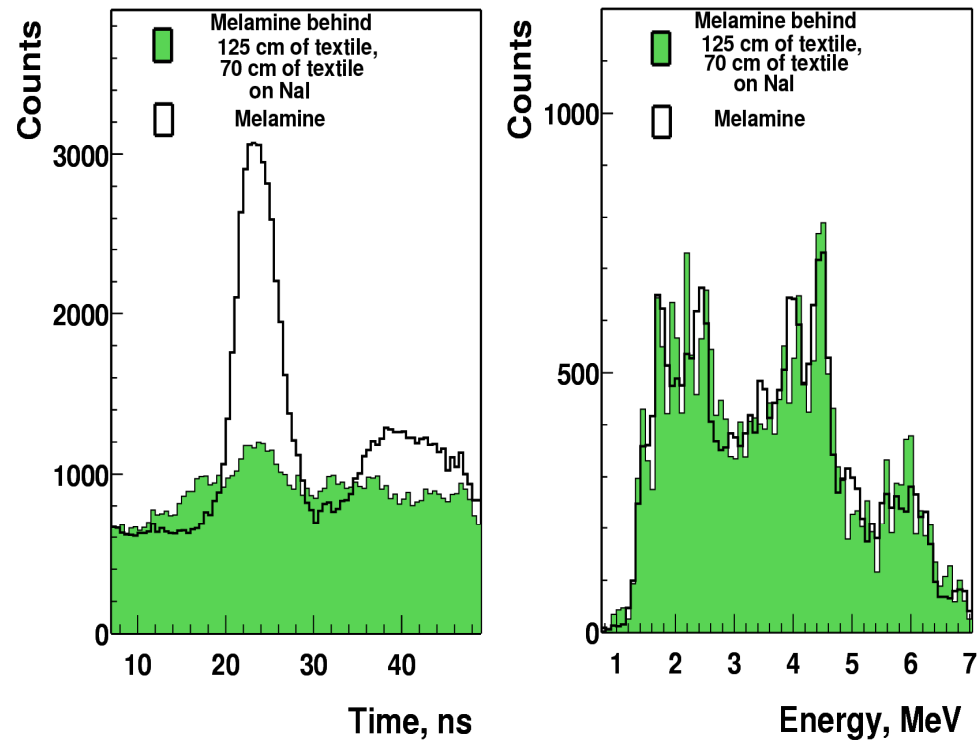 Counts
Melamine behind
125 cm of textile,
70 cm of textile
on NaI
Melamine
3000
2000
1000
0
10 20 30 40
Time, ns
Counts
Melamine behind
125 cm of textile,
70 cm of textile
on NaI
Melamine
1000
500
0
1 2 3 4 5 6 7
Energy, MeV